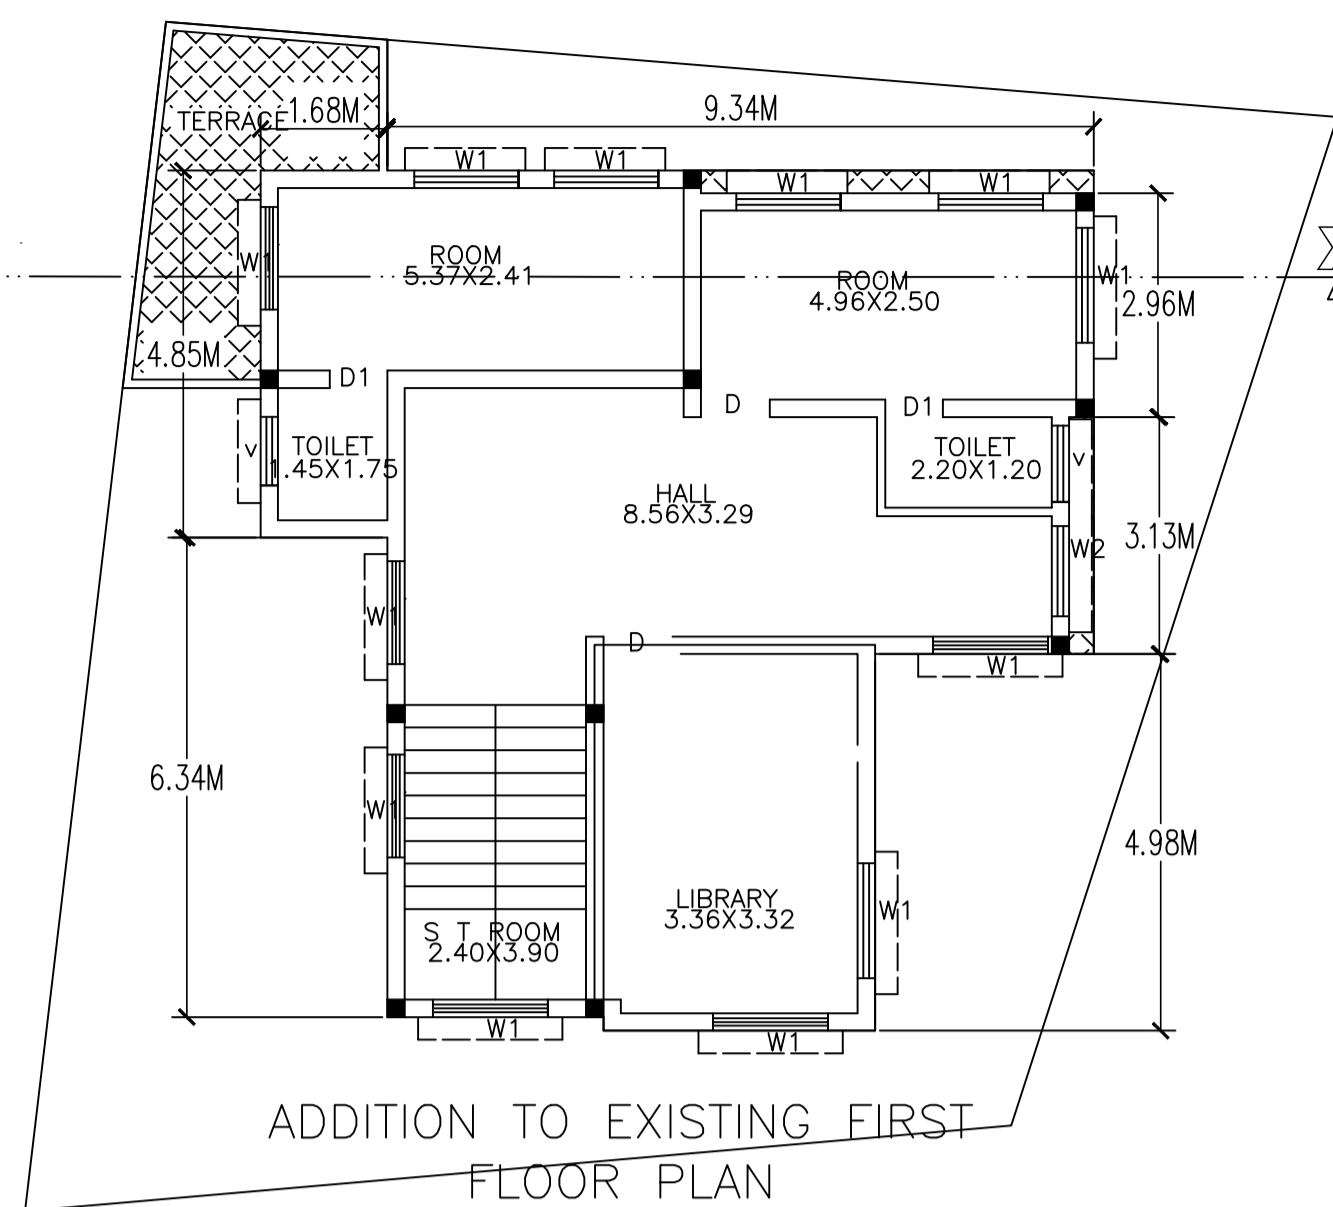 1.68M
9.34M
TERRACE
W1
W1
W1
W1
ROOM
5.37X2.41
W1
ROOM
4.96X2.50
W1
2.96M
4.85M
D1
D
D1
V
TOILET
1.45X1.75
TOILET
2.20X1.20
V
HALL
8.56X3.29
3.13M
W2
W1
D
W1
6.34M
W1
4.98M
LIBRARY
3.36X3.32
W1
S T ROOM
2.40X3.90
W1
W1
ADDITION TO EXISTING FIRST
FLOOR PLAN